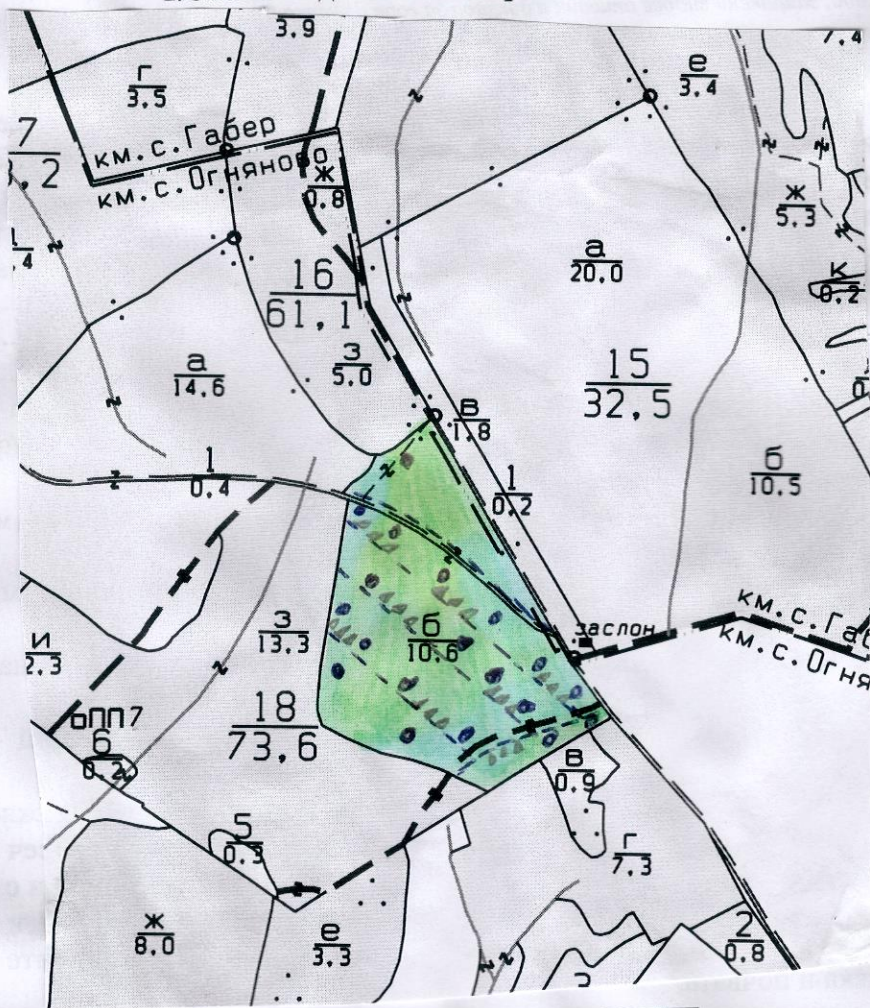 3.9
7.4
г
3.5
е
3.4
7
км.с.Габер
км.с.Огняново
ж
0.8
ж
5.3
а
20.0
к
0.2
16
61,1
з
5.0
а
14.6
15
32,5
в
1.8
1
0.4
1
0.2
б
10.5
км.с.Габ
км.с.Огня
заслон
з
13.3
б
10.6
и
2.3
18
73,6
БПП7
6
0.2
в
0.9
5
0.3
г
7.3
ж
8.0
е
3.3
2
0.8